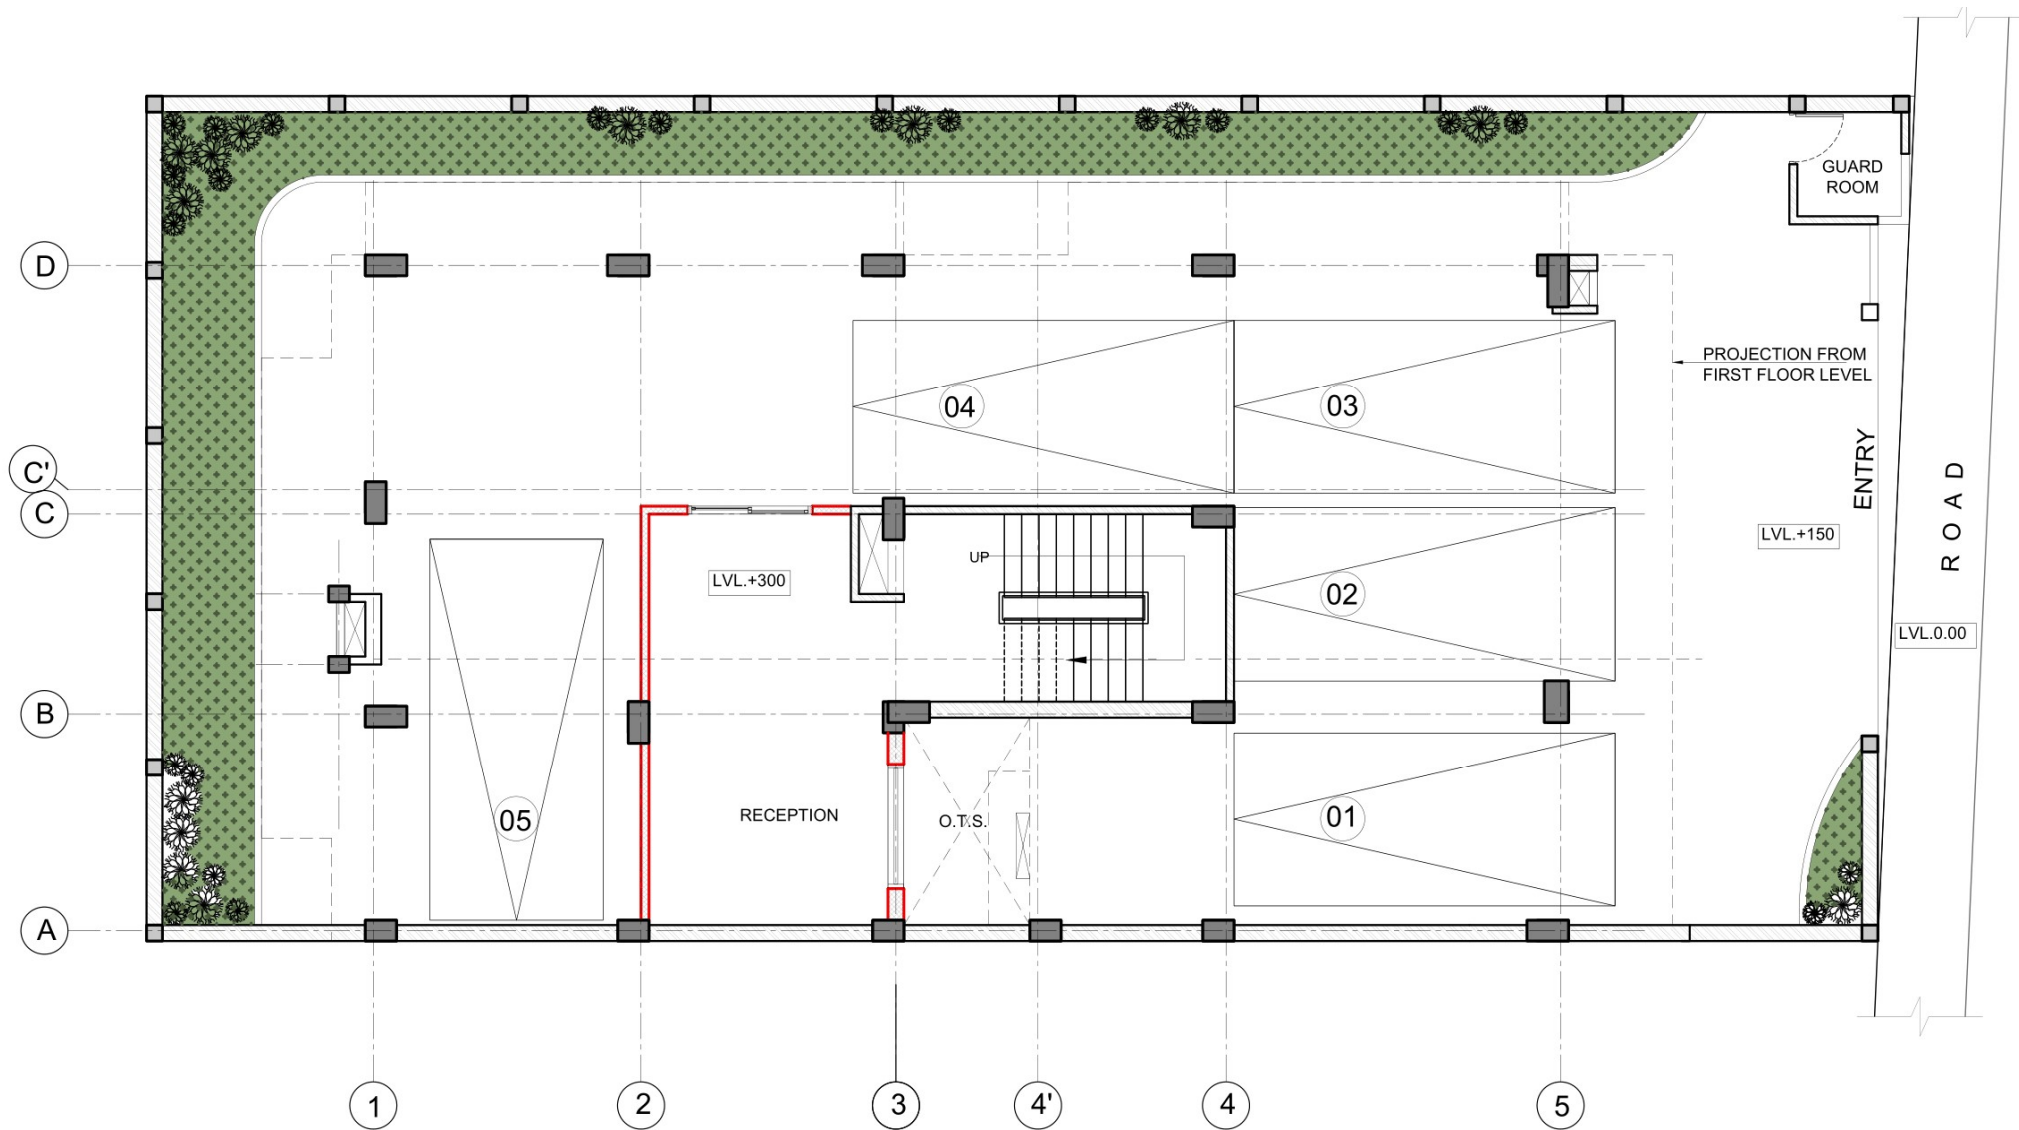 GUARD
ROOM
D
PROJECTION FROM
FIRST FLOOR LEVEL
04
03
ENTRY
ROAD
C'
C
LVL.+150
UP
LVL.+300
02
LVL.0.00
B
05
RECEPTION
O.T.S.
01
A
1
2
3
4'
4
5